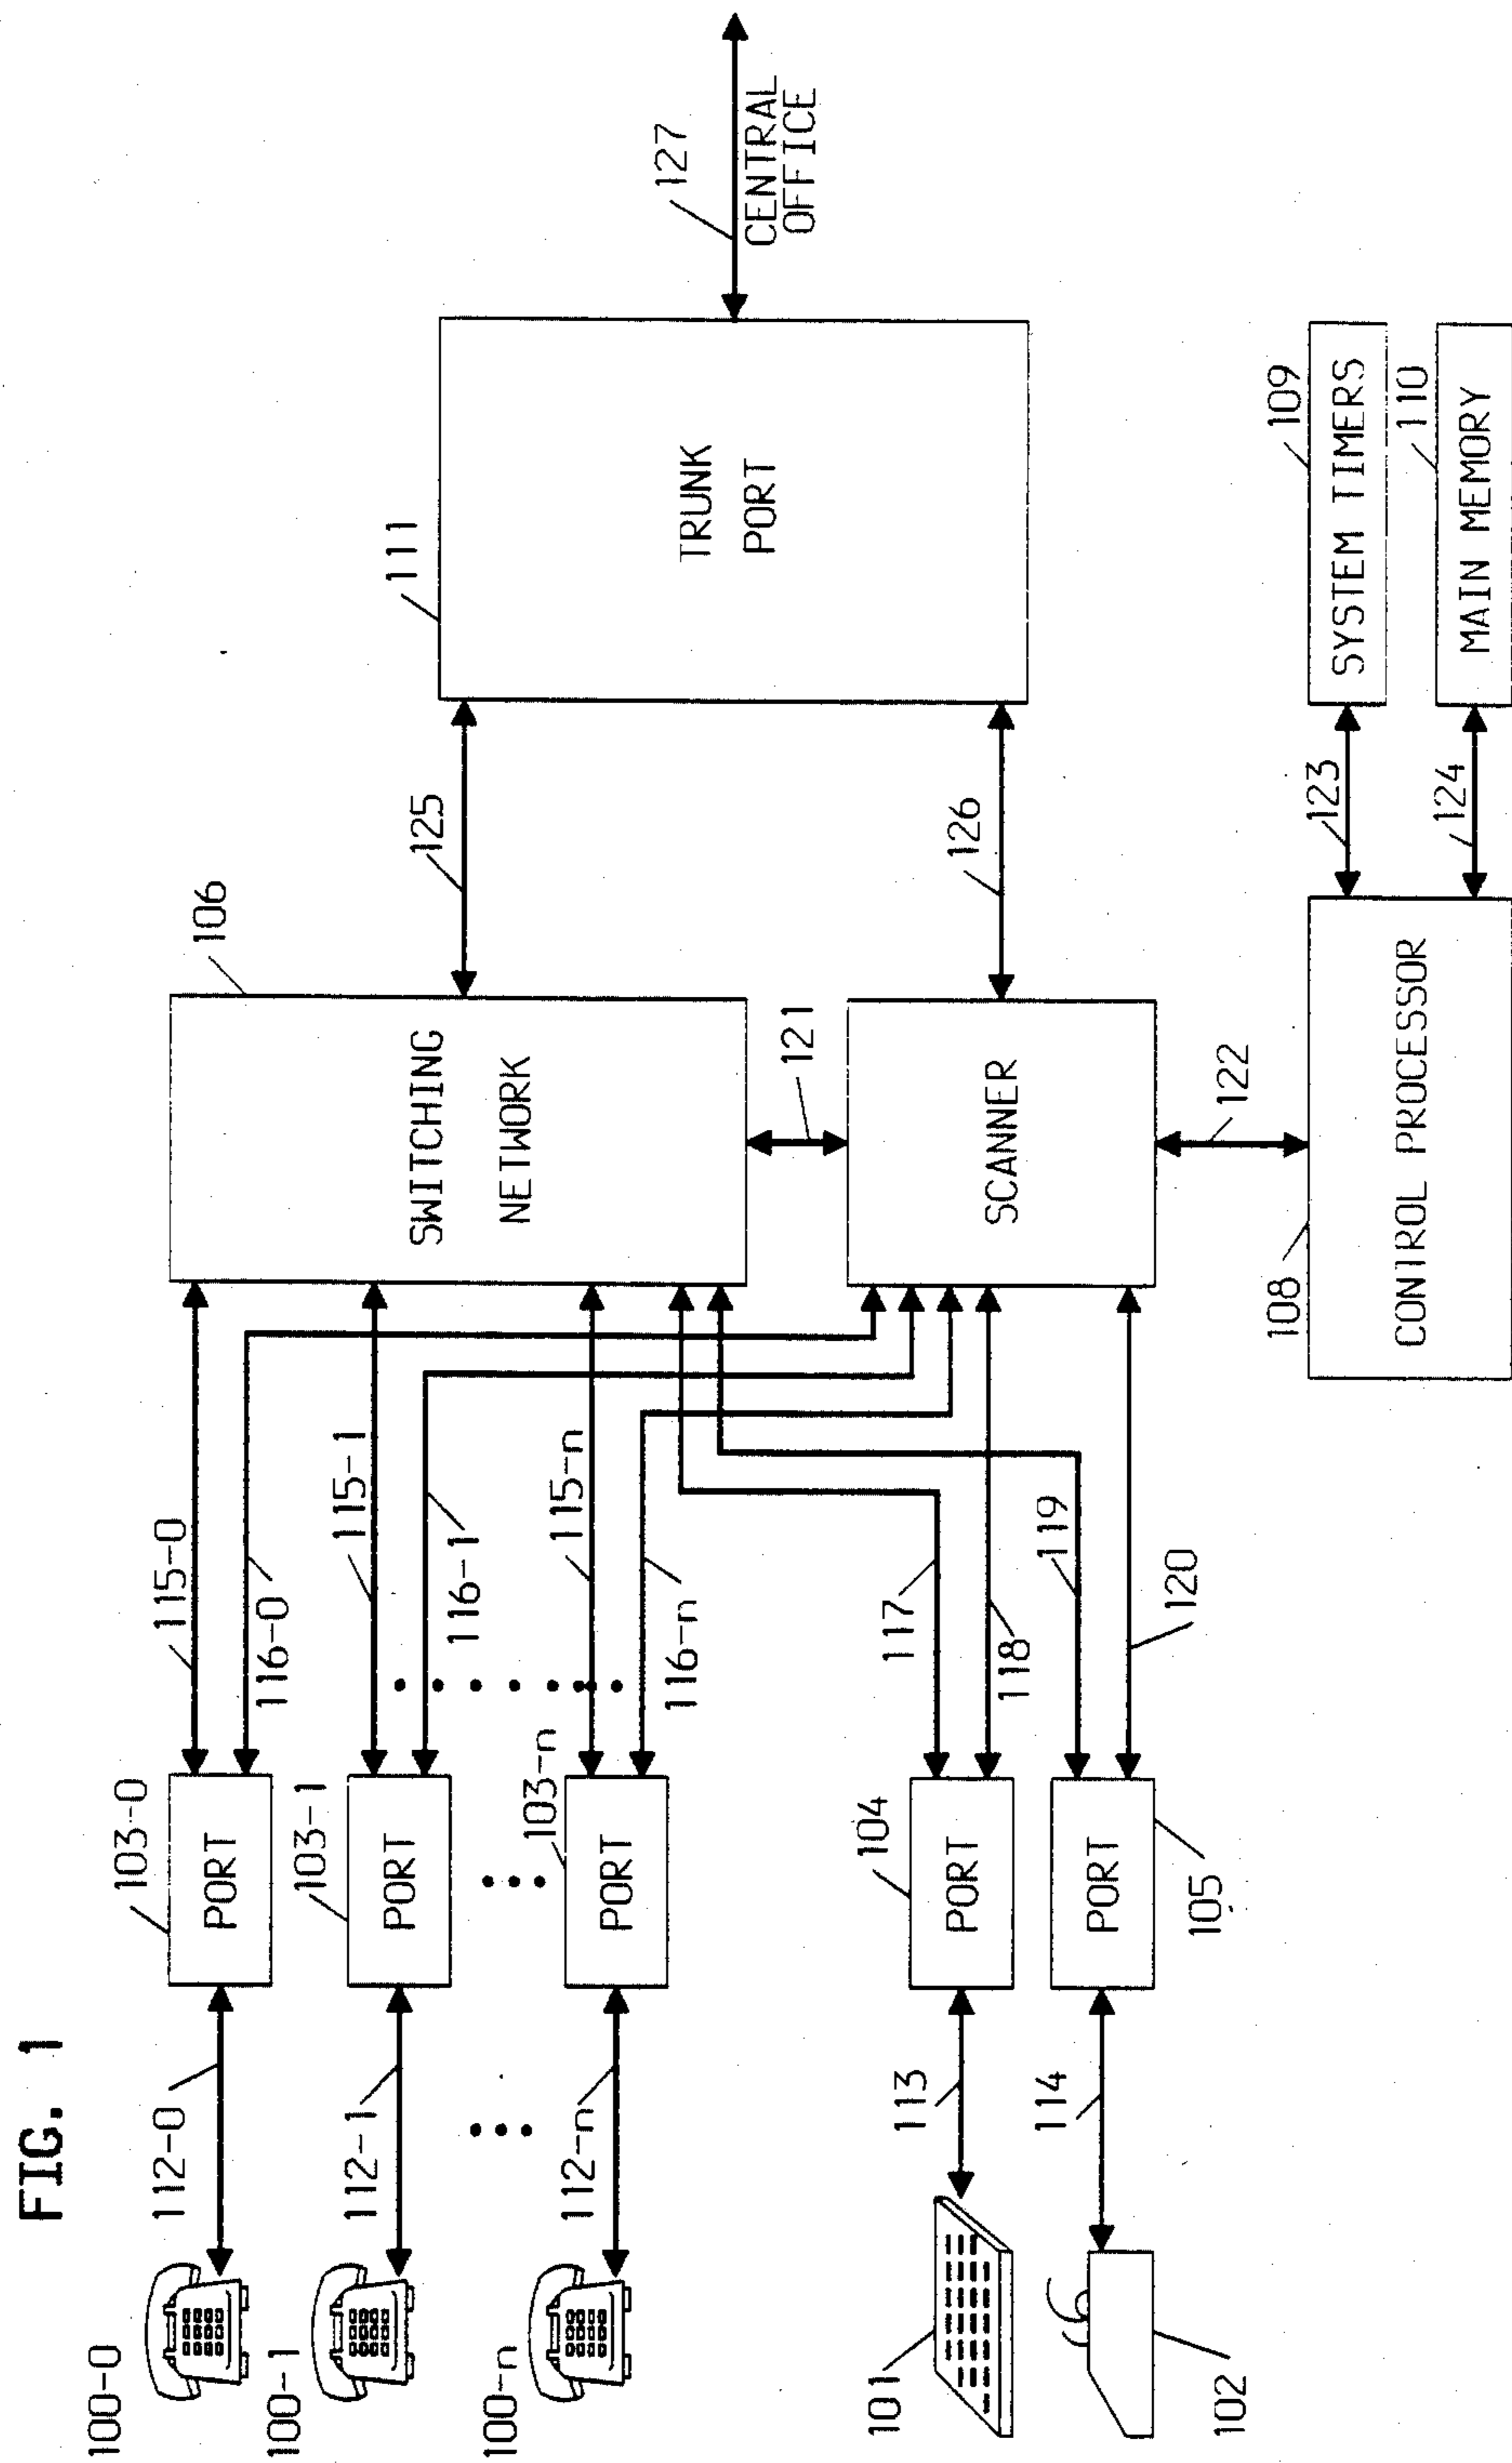 FIG. 1
100-0
112-0
103-0
PORT
115-0
116-0
100-1
112-1
103-1
PORT
115-1
116-1
100-n
112-n
103-n
PORT
115-n
116-n
106
SWITCHING
NETWORK
125
111
TRUNK
PORT
127
CENTRAL
OFFICE
121
SCANNER
126
101
113
104
PORT
117
118
102
114
105
PORT
119
120
122
108
CONTROL PROCESSOR
123
109
SYSTEM TIMERS
124
110
MAIN MEMORY